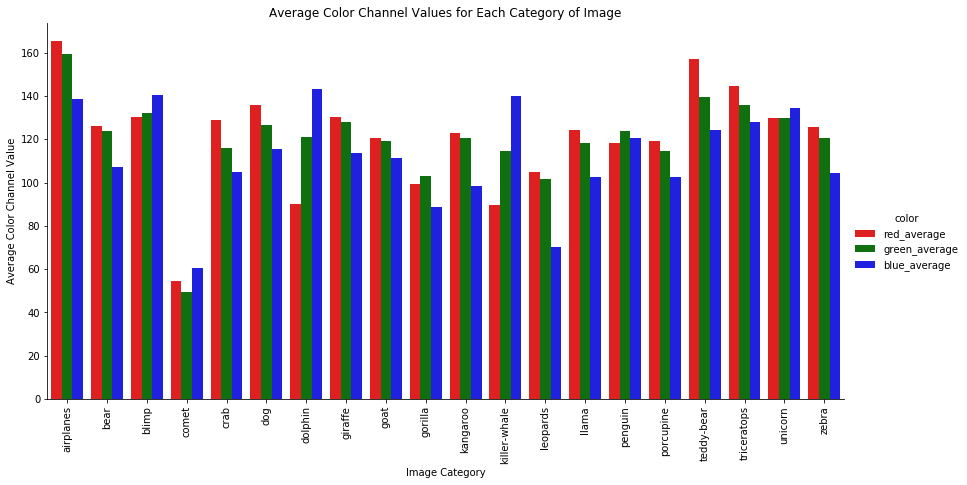 Average Color Channel Values for Each Category of Image
Average Color Channel Value
160
140
120
100
80
60
40
20
0
airplanes
bear
blimp
comet
crab
dog
dolphin
giraffe
goat
gorilla
kangaroo
killer-whale
leopards
llama
penguin
porcupine
teddy-bear
triceratops
unicorn
zebra
Image Category
color
red_average
green_average
blue_average